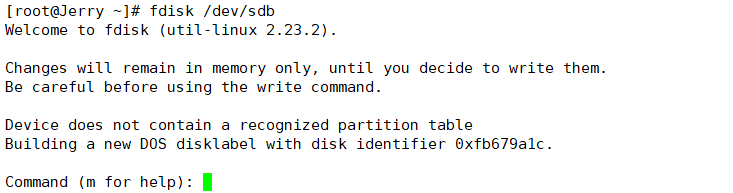 [root@Jerry ~]# fdisk /dev/sdb
Welcome to fdisk (util-linux 2.23.2).
Changes will remain in memory only, until you decide to write them.
Be careful before using the write command.
Device does not contain a recognized partition table
Building a new DOS disklabel with disk identifier 0xfb679a1c.
Command (m for help):